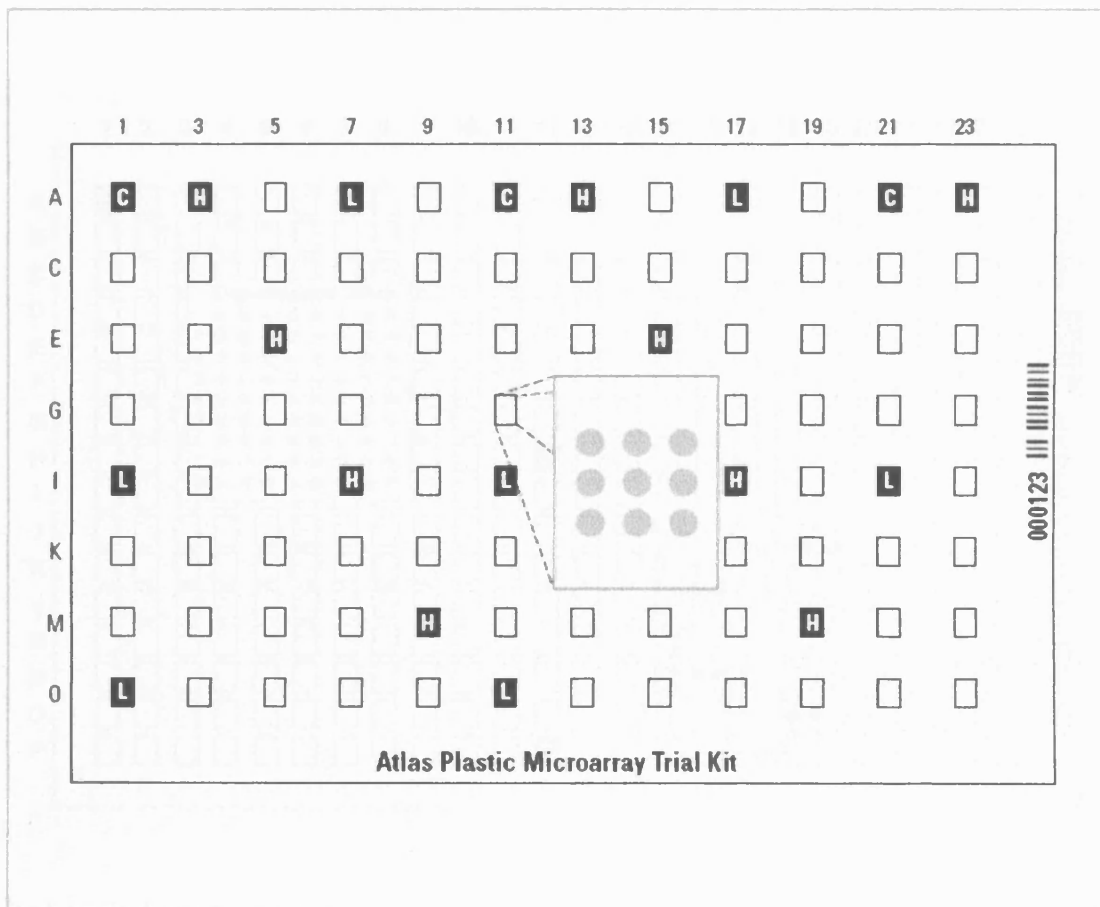 1 3 5 7 9 11 13 15 17 19 21 23
A C H L C H L C H
C
E H H
G
I L H L H L
K
M H H
O L L
000123
Atlas Plastic Microarray Trial Kit